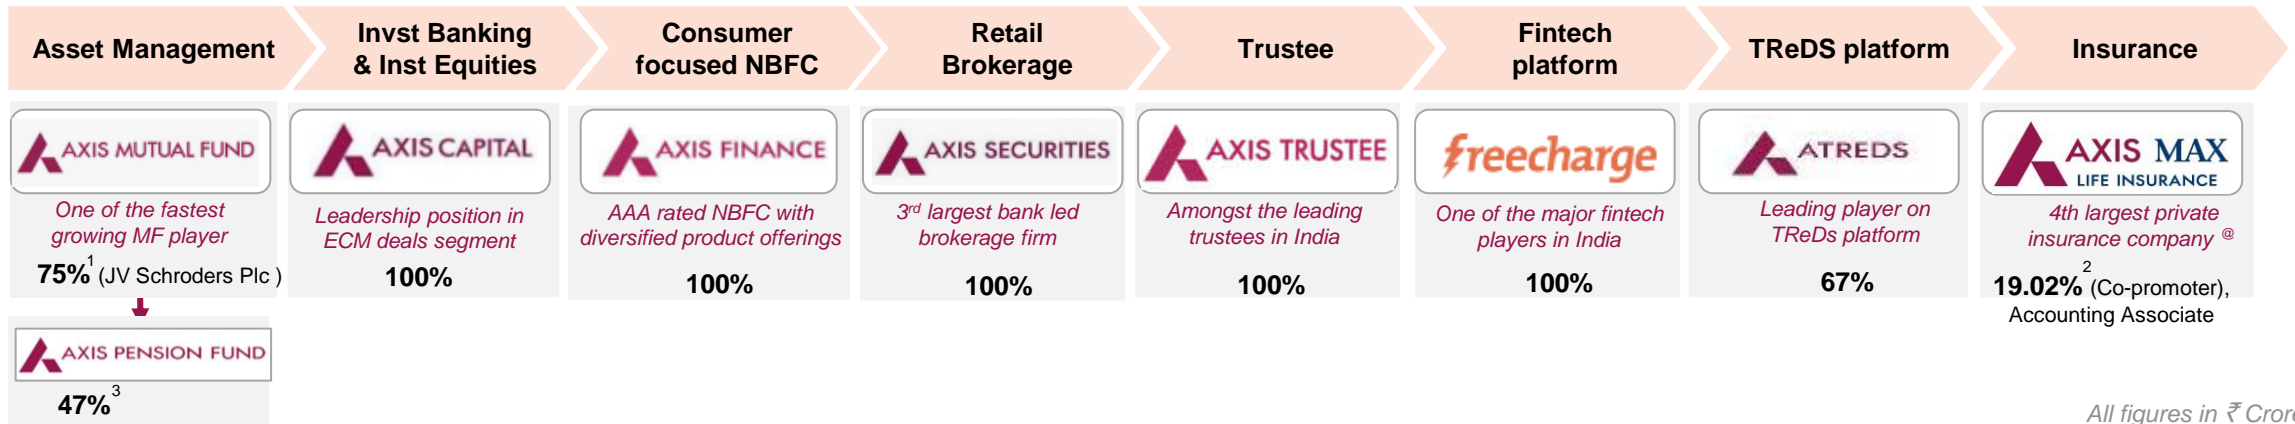 Asset Management
Invst Banking
& Inst Equities
Consumer
focused NBFC
Retail
Brokerage
Trustee
Fintech
platform
TReDS platform
Insurance
AXIS MUTUAL FUND
One of the fastest
growing MF player
75%1 (JV Schroders Plc )
AXIS PENSION FUND
47%3
AXIS CAPITAL
Leadership position in
ECM deals segment
100%
AXIS FINANCE
AAA rated NBFC with
diversified product offerings
100%
AXIS SECURITIES
3rd largest bank led
brokerage firm
100%
AXIS TRUSTEE
Amongst the leading
trustees in India
100%
freecharge
One of the major fintech
players in India
100%
ATREDS
Leading player on
TReDs platform
67%
AXIS MAX
LIFE INSURANCE
4th largest private
insurance company @
19.02%2 (Co-promoter),
Accounting Associate
All figures in ₹ Crore